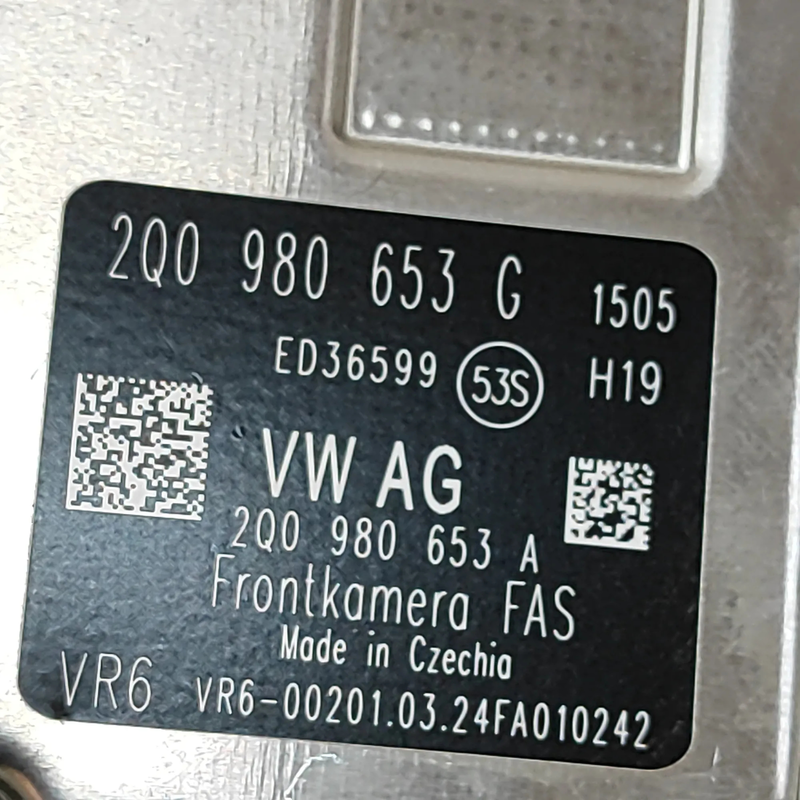 2Q0 980 653 G 1505
ED36599 53S H19
VW AG
2Q0 980 653 A
Frontkamera FAS
Made in Czechia
VR6 VR6-00201.03.24FA010242